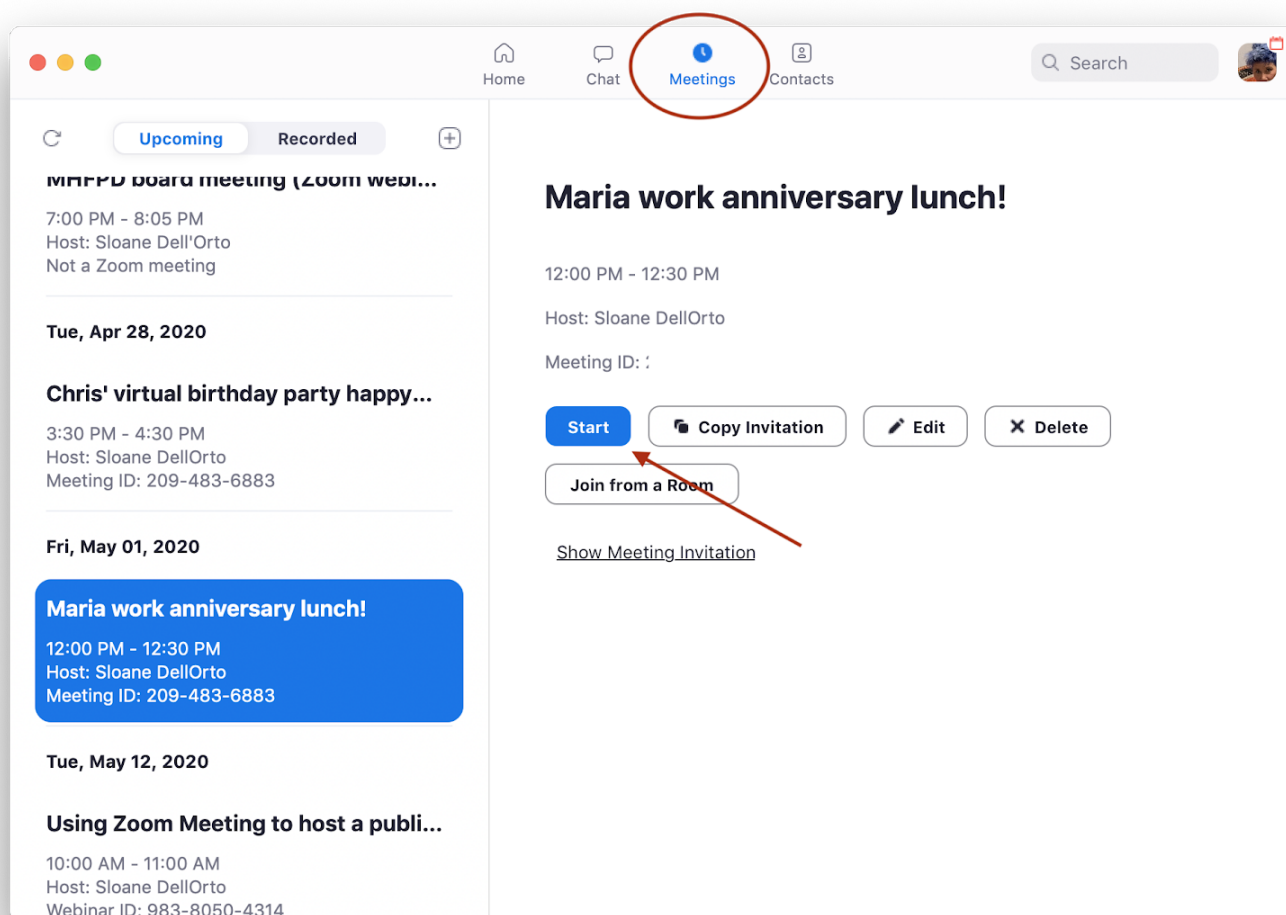 Home
Chat
Meetings
Contacts
Search
Upcoming
Recorded
MHFPD board meeting (Zoom webi...
7:00 PM - 8:05 PM
Host: Sloane Dell'Orto
Not a Zoom meeting
Tue, Apr 28, 2020
Chris' virtual birthday party happy...
3:30 PM - 4:30 PM
Host: Sloane DellOrto
Meeting ID: 209-483-6883
Fri, May 01, 2020
Maria work anniversary lunch!
12:00 PM - 12:30 PM
Host: Sloane DellOrto
Meeting ID: 209-483-6883
Tue, May 12, 2020
Using Zoom Meeting to host a publi...
10:00 AM - 11:00 AM
Host: Sloane DellOrto
Webinar ID: 983-8050-4314
Maria work anniversary lunch!
12:00 PM - 12:30 PM
Host: Sloane DellOrto
Meeting ID:
Start
Copy Invitation
Edit
Delete
Join from a Room
Show Meeting Invitation